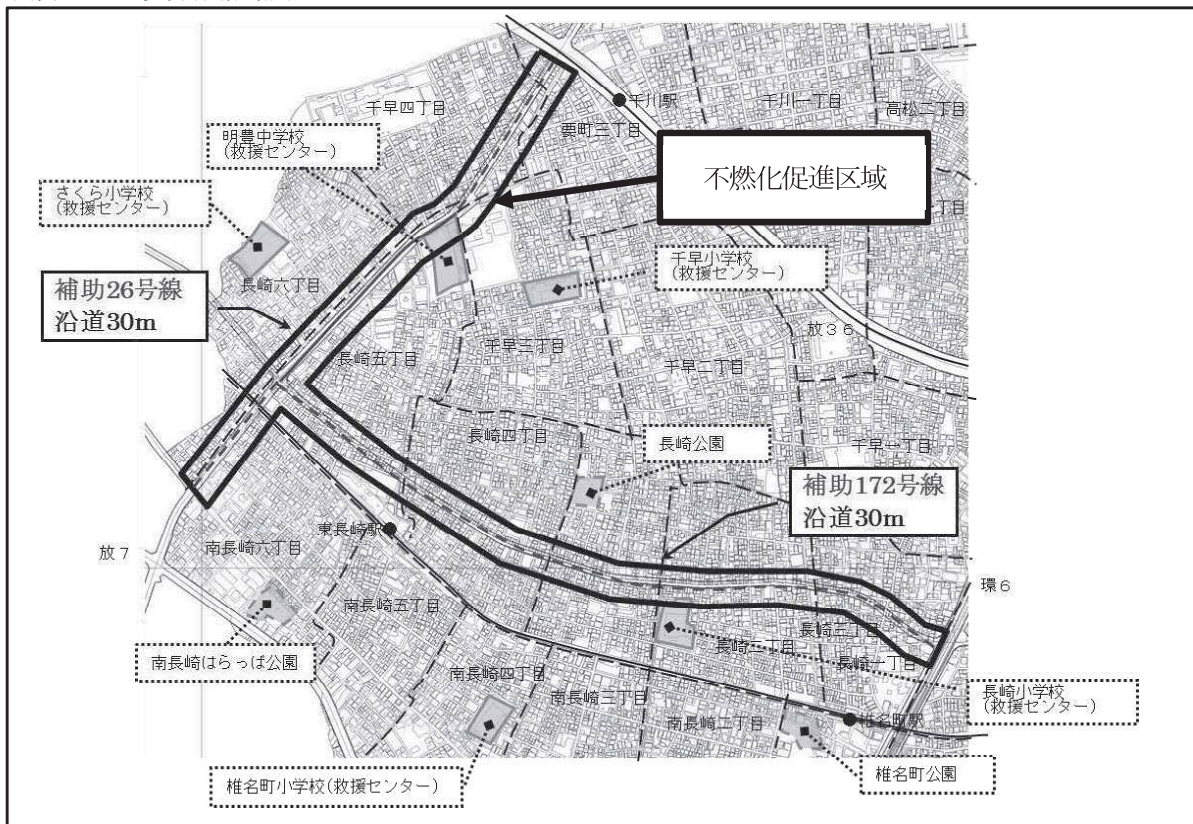 千早四丁目
千川駅
千川一丁目
高松二丁目
要町三丁目
明豊中学校
(救援センター)
不燃化促進区域
さくら小学校
(救援センター)
千早小学校
(救援センター)
長崎六丁目
補助26号線
沿道30m
放36
長崎五丁目
千早三丁目
千早二丁目
長崎四丁目
長崎公園
千早一丁目
補助172号線
沿道30m
東長崎駅
放7
南長崎六丁目
環6
南長崎五丁目
長崎三丁目
長崎二丁目
長崎一丁目
南長崎はらっぱ公園
南長崎四丁目
長崎小学校
(救援センター)
南長崎三丁目
南長崎二丁目
椎名町駅
椎名町小学校(救援センター)
椎名町公園